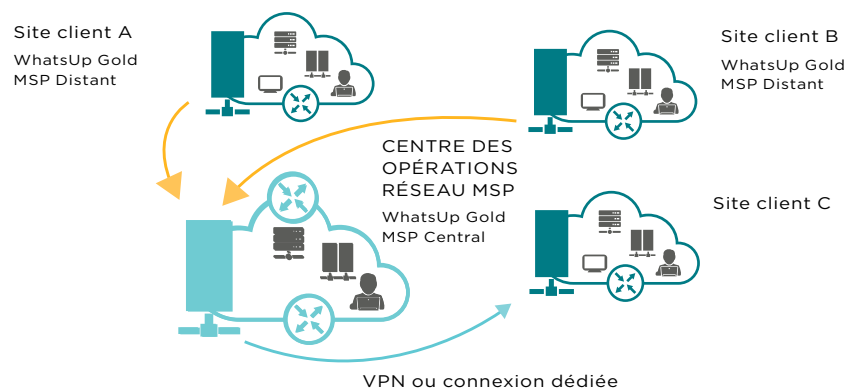 Site client A
WhatsUp Gold
MSP Distant
Site client B
WhatsUp Gold
MSP Distant
CENTRE DES
OPÉRATIONS
RÉSEAU MSP
WhatsUp Gold
MSP Central
Site client C
VPN ou connexion dédiée